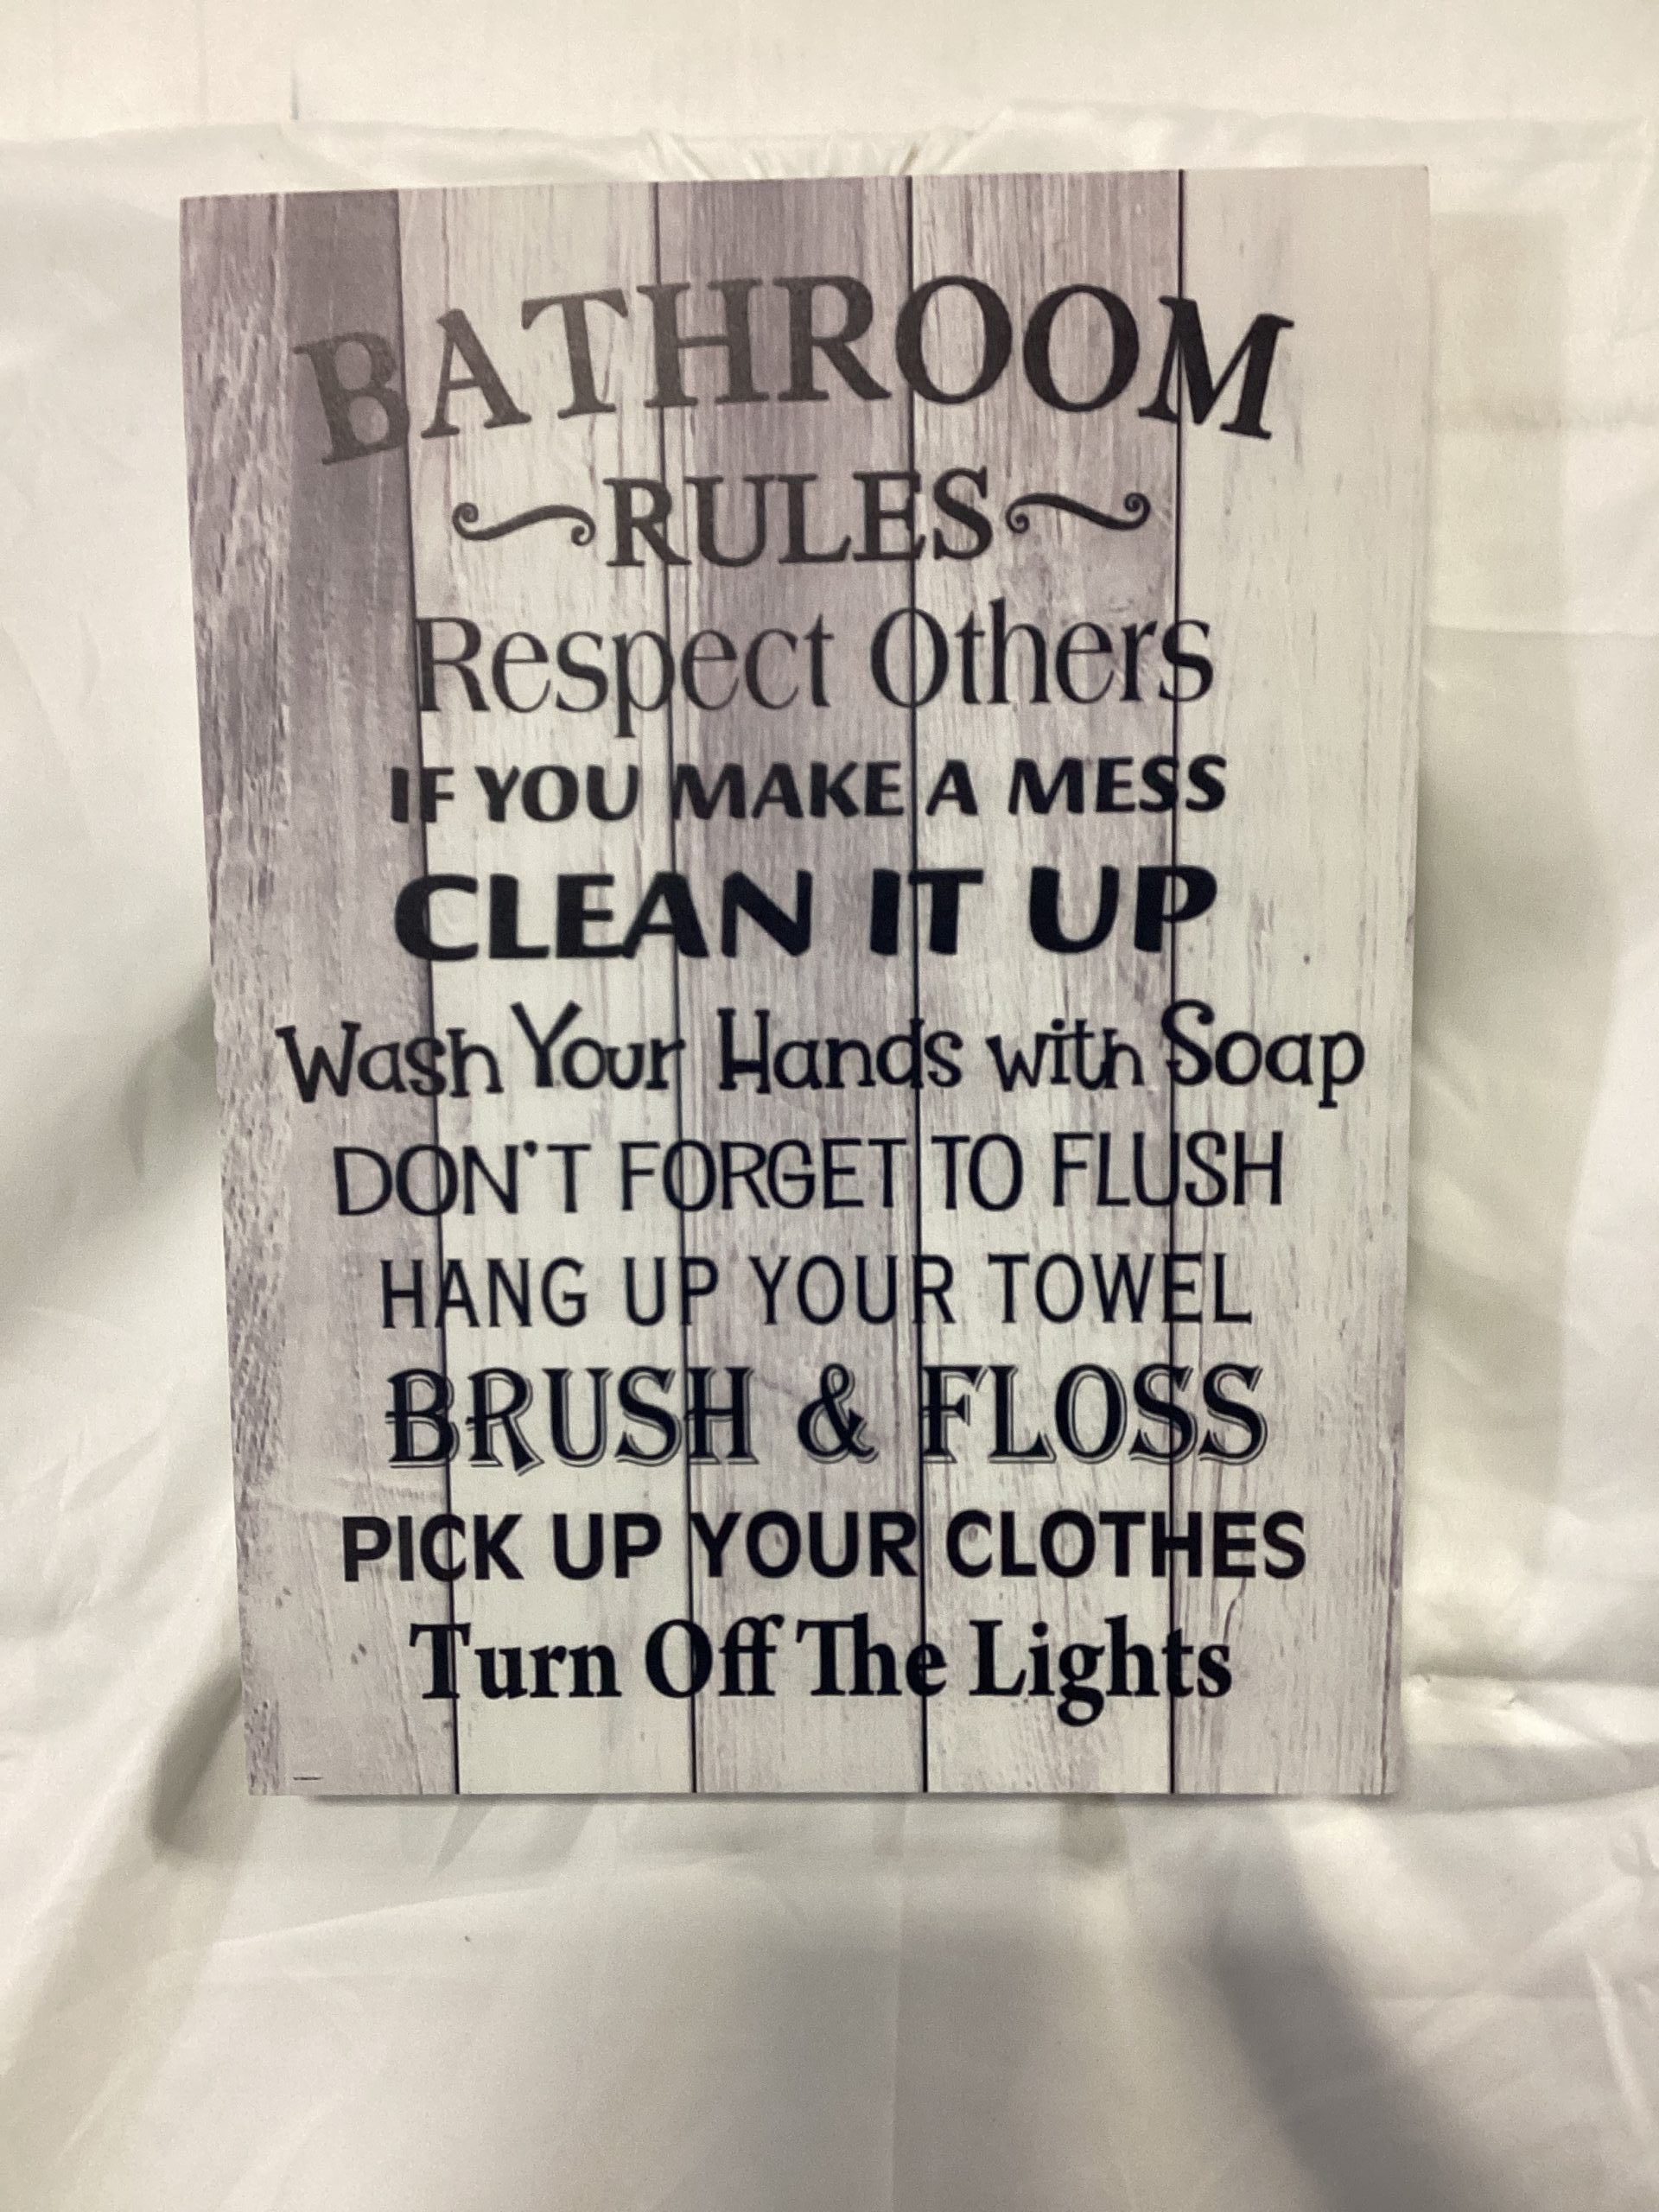 BATHROOM
RULES
Respect Others
IF YOU MAKE A MESS
CLEAN IT UP
Wash Your Hands with Soap
DON'T FORGET TO FLUSH
HANG UP YOUR TOWEL
BRUSH & FLOSS
PICK UP YOUR CLOTHES
Turn Off The Lights